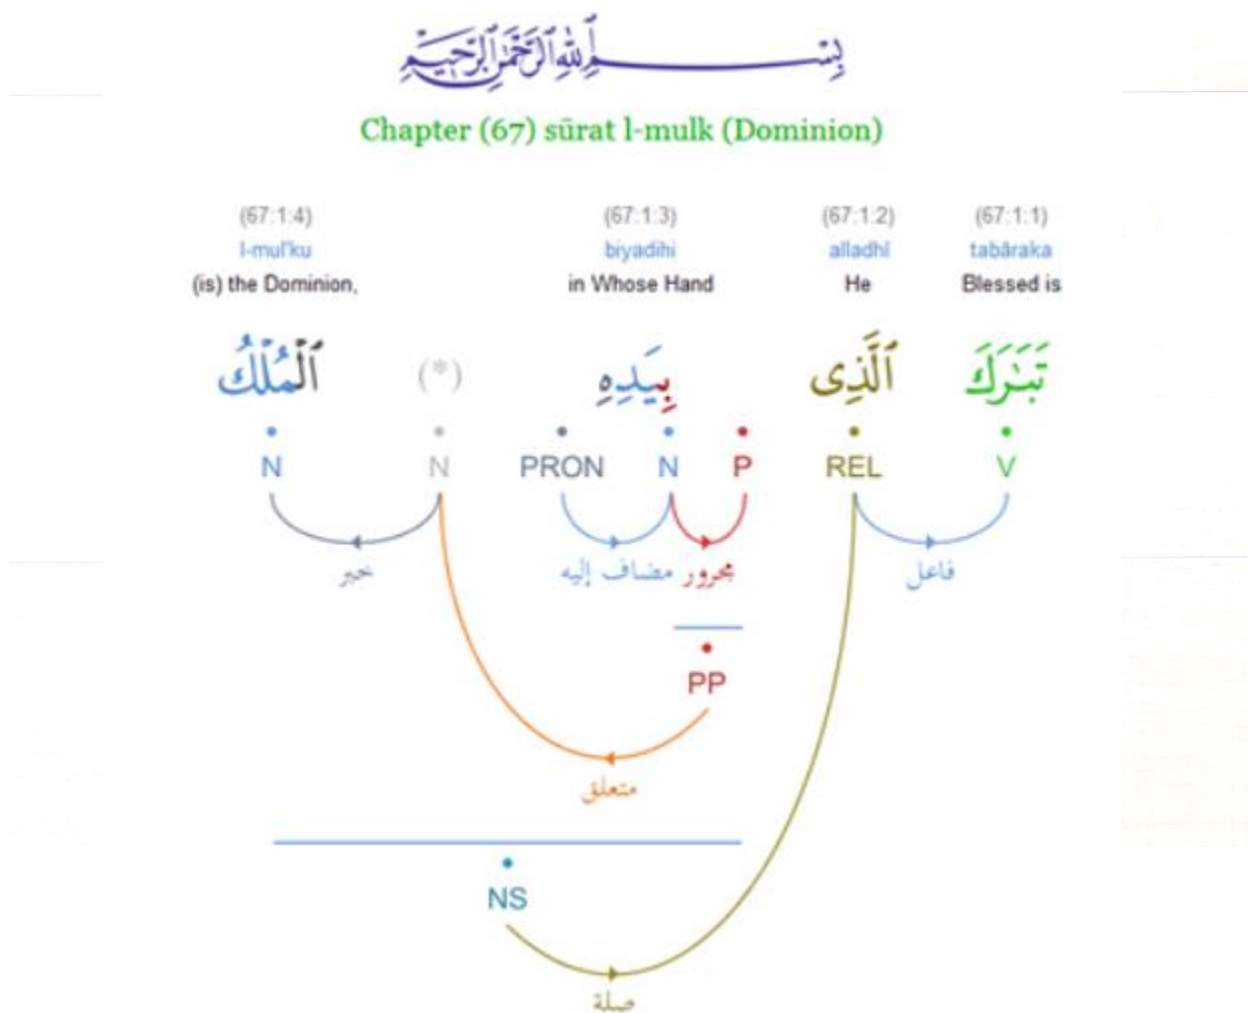 بِسْمِ ٱللَّهِ ٱلرَّحْمَٰنِ ٱلرَّحِيمِ
Chapter (67) sūrat l-mulk (Dominion)
(67:1:4) (67:1:3) (67:1:2) (67:1:1)
l-mul'ku biyadihi alladhī tabāraka
(is) the Dominion, in Whose Hand He Blessed is
تَبَٰرَكَ ٱلَّذِى بِيَدِهِ (*) ٱلْمُلْكُ
N N PRON N P REL V
فاعل مجرور مضاف إليه خبر
PP
متعلق
NS
صلة